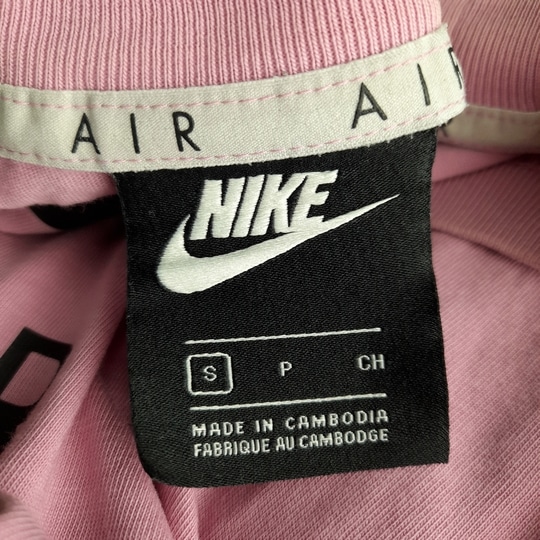 AIR AIR
NIKE
S P CH
MADE IN CAMBODIA
FABRIQUE AU CAMBODGE